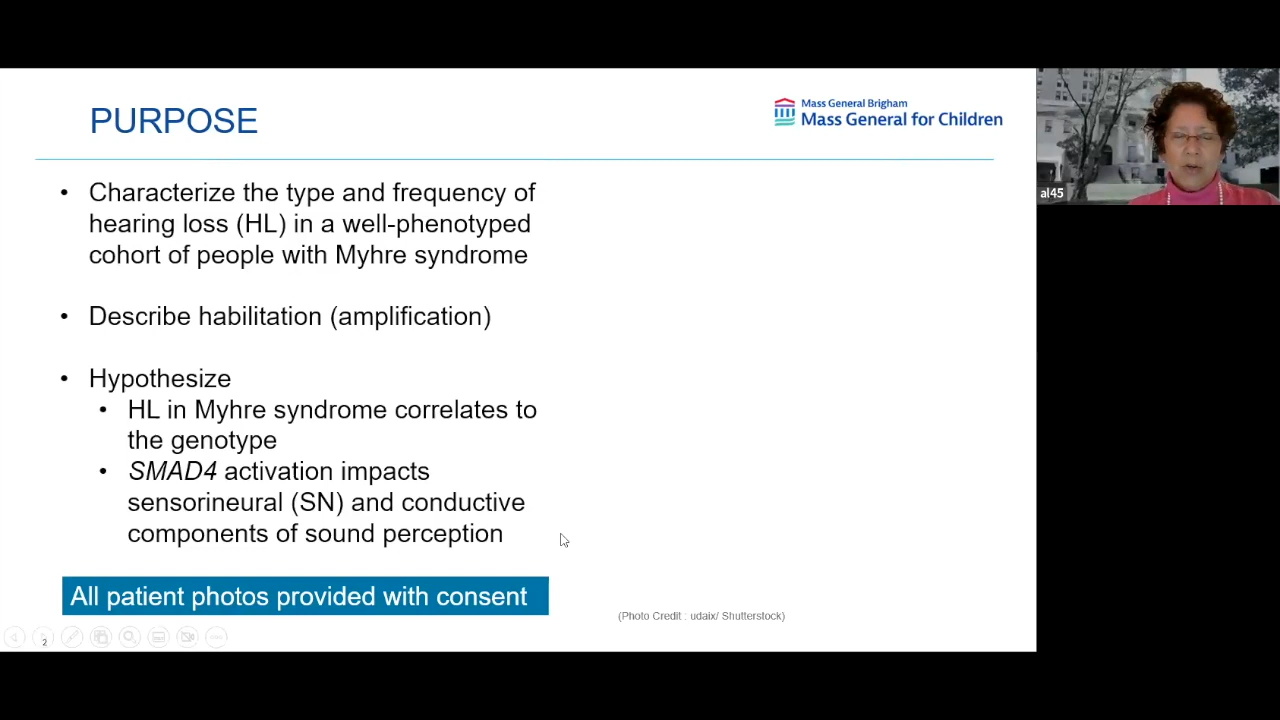 PURPOSE
Mass General Brigham
Mass General for Children
• Characterize the type and frequency of
hearing loss (HL) in a well-phenotyped
cohort of people with Myhre syndrome
• Describe habilitation (amplification)
• Hypothesize
• HL in Myhre syndrome correlates to
the genotype
• SMAD4 activation impacts
sensorineural (SN) and conductive
components of sound perception
All patient photos provided with consent
(Photo Credit : udaix/ Shutterstock)
2
al45